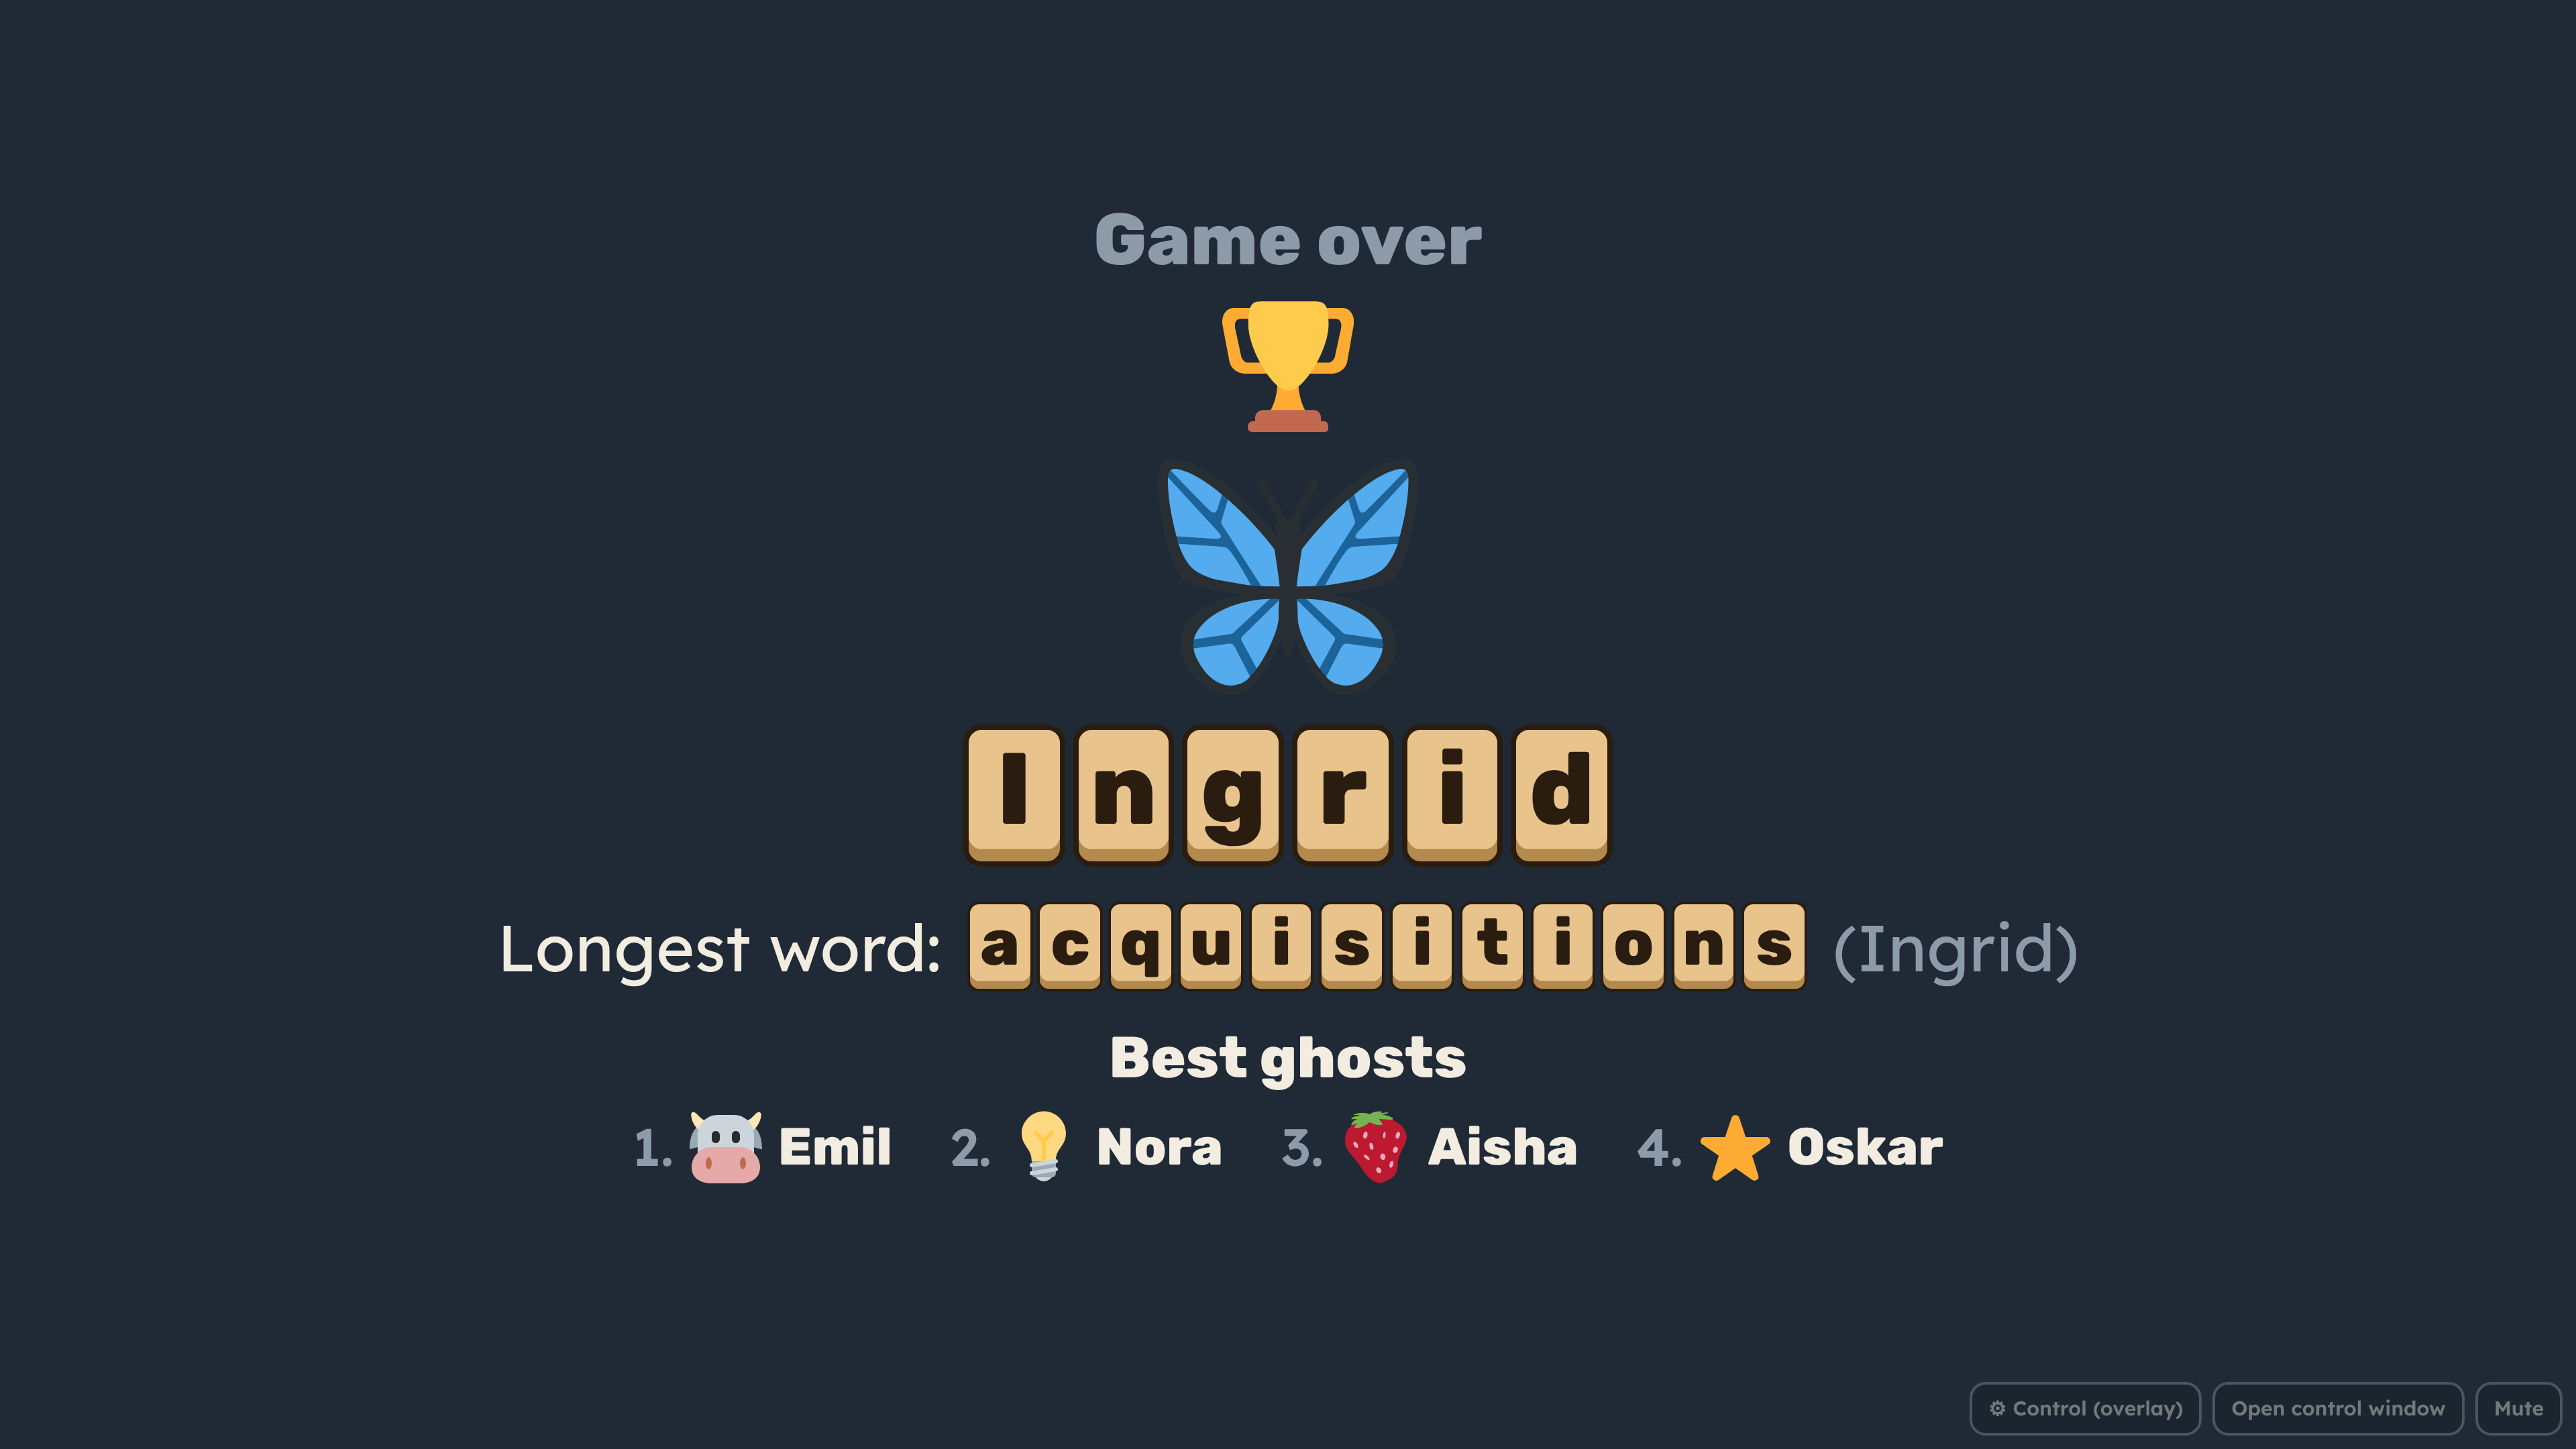 Game over
Ingrid
Longest word: acquisitions (Ingrid)
Best ghosts
1. Emil 2. Nora 3. Aisha 4. Oskar
⚙ Control (overlay) Open control window Mute